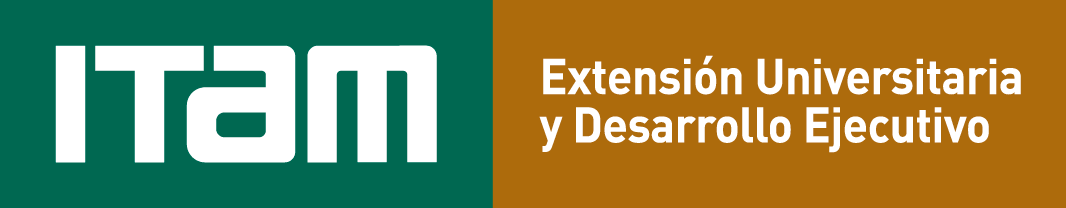 ITAM
Extensión Universitaria
y Desarrollo Ejecutivo